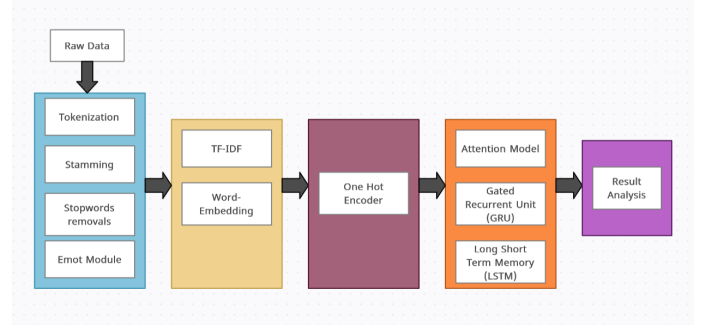 Raw Data
Tokenization
Stamming
Stopwords
removals
Emot Module
TF-IDF
Word-
Embedding
One Hot
Encoder
Attention Model
Gated
Recurrent Unit
(GRU)
Long Short
Term Memory
(LSTM)
Result
Analysis